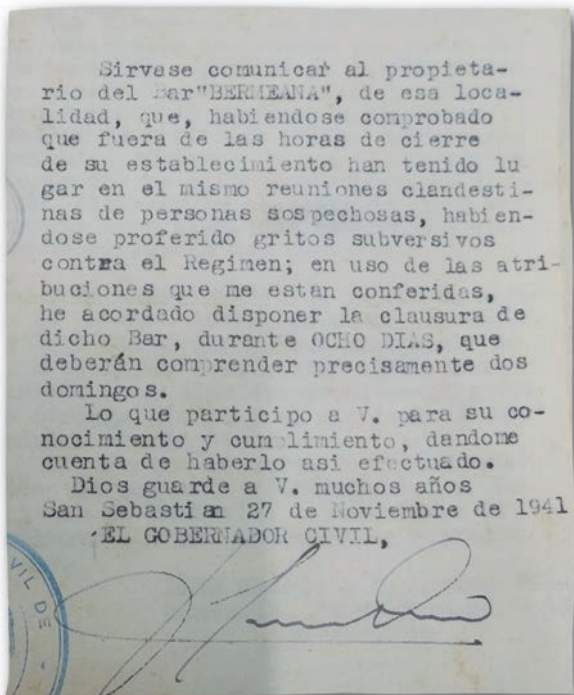 Sirvase comunicar al propieta-
rio del Bar"BERMEANA", de esa loca-
lidad, que, habiendose comprobado
que fuera de las horas de cierre
de su establecimiento han tenido lu
gar en el mismo reuniones clandesti-
nas de personas sospechosas, habien-
dose proferido gritos subversivos
contra el Regimen; en uso de las atri-
buciones que me estan conferidas,
he acordado disponer la clausura de
dicho Bar, durante OCHO DIAS, que
deberán comprender precisamente dos
domingos.
Lo que participo a V. para su co-
nocimiento y cumplimiento, dandome
cuenta de haberlo asi efectuado.
Dios guarde a V. muchos años
San Sebastian 27 de Noviembre de 1941
EL GOBERNADOR CIVIL,
VIL DE -